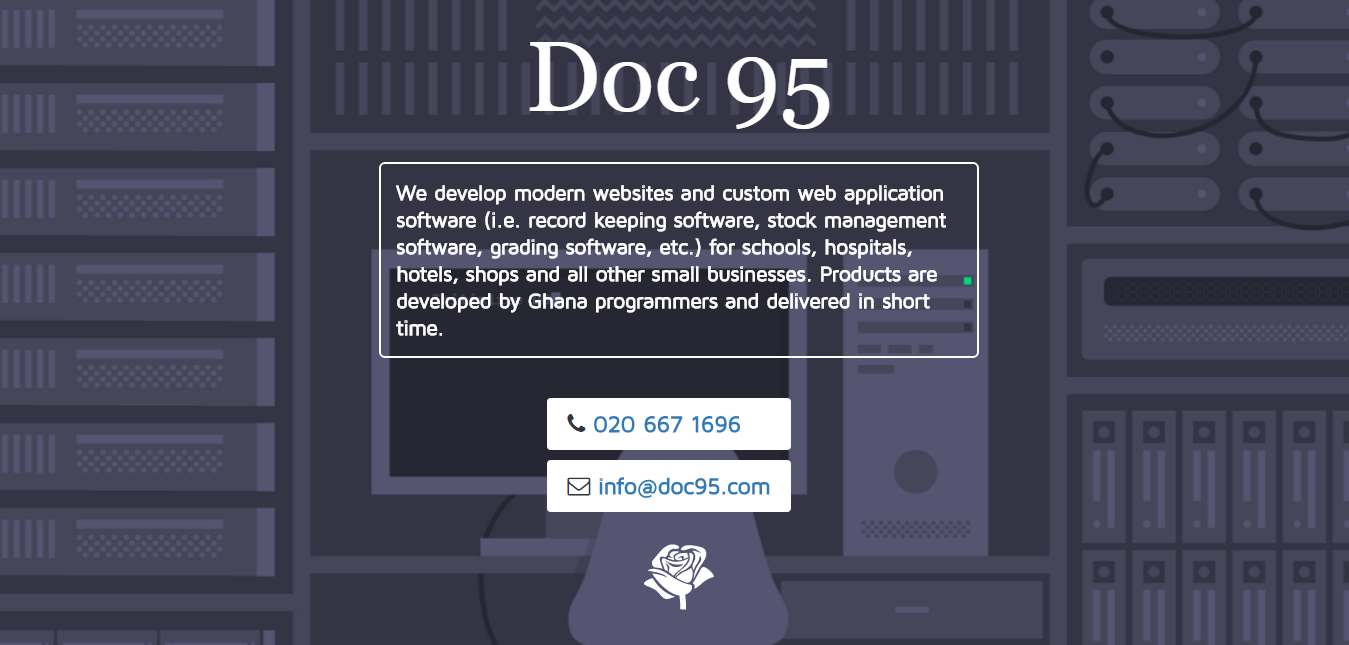 Doc 95
We develop modern websites and custom web application
software (i.e. record keeping software, stock management
software, grading software, etc.) for schools, hospitals,
hotels, shops and all other small businesses. Products are
developed by Ghana programmers and delivered in short
time.
020 667 1696
info@doc95.com